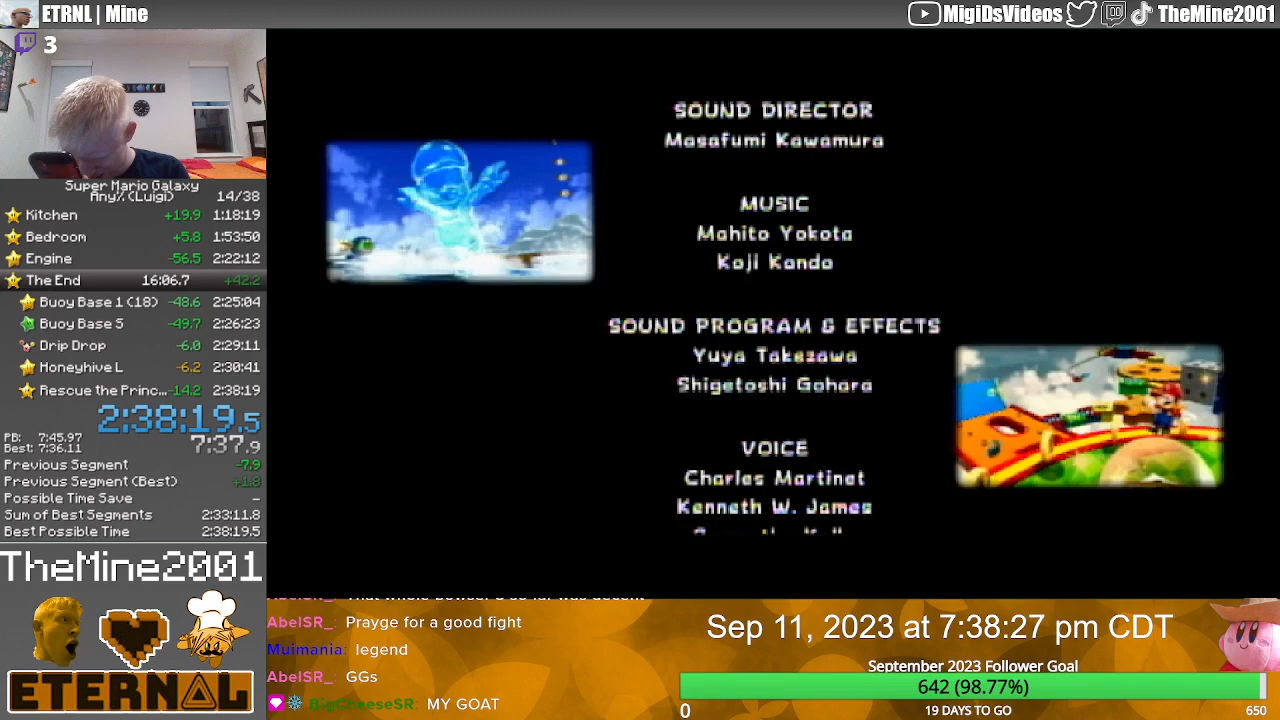 ETRNL | Mine
MigiDsVideos
TheMine2001
3
Super Mario Galaxy
Any% (Luigi)
14/38
Kitchen +19.9 1:18:19
Bedroom +5.8 1:53:50
Engine -56.5 2:22:12
The End 16:06.7 +42.2
Buoy Base 1 (18) -48.6 2:25:04
Buoy Base S -49.7 2:26:23
Drip Drop -6.0 2:29:11
Honeyhive L -6.2 2:30:41
Rescue the Princ... -14.2 2:38:19
2:38:19.5
PB: 7:45.97
Best: 7:36.11
7:37.9
Previous Segment -7.9
Previous Segment (Best) +1.8
Possible Time Save –
Sum of Best Segments 2:33:11.8
Best Possible Time 2:38:19.5
TheMine2001
ETERNAL
SOUND DIRECTOR
Masafumi Kawamura
MUSIC
Mahito Yokota
Koji Kondo
SOUND PROGRAM & EFFECTS
Yuya Takezawa
Shigetoshi Gohara
VOICE
Charles Martinet
Kenneth W. James
AbelSR_: Prayge for a good fight
Muimania: legend
AbelSR_: GGs
BigCheeseSR: MY GOAT
Sep 11, 2023 at 7:38:27 pm CDT
September 2023 Follower Goal
642 (98.77%)
0
19 DAYS TO GO
650